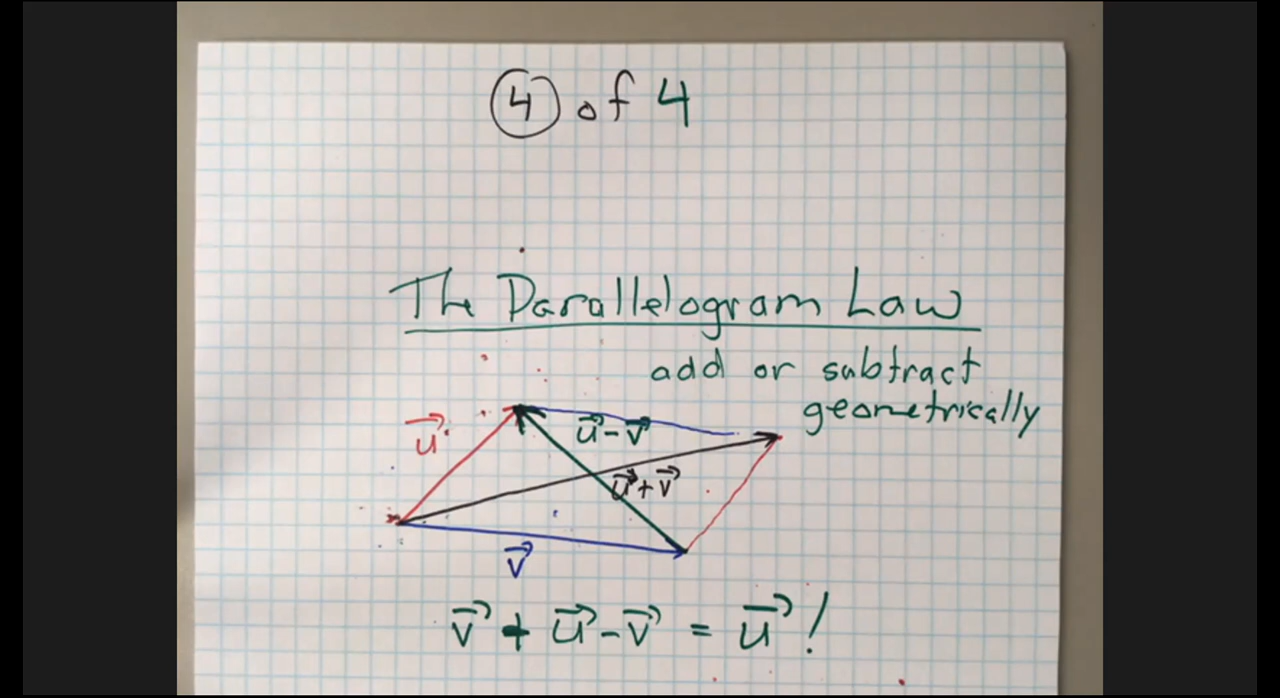 ④ of 4
The Parallelogram Law
add or subtract
geometrically
u⃗
u⃗ - v⃗
u⃗ + v⃗
v⃗
v⃗ + u⃗ - v⃗ = u⃗ !